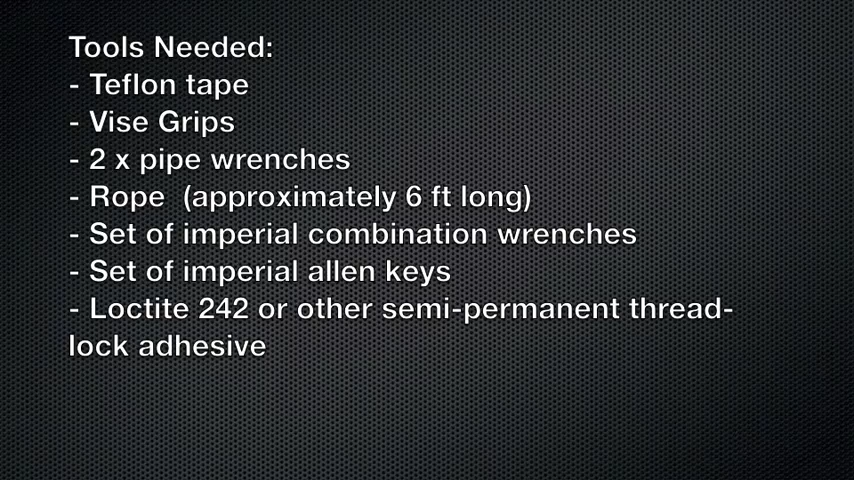 Tools Needed:
- Teflon tape
- Vise Grips
- 2 x pipe wrenches
- Rope  (approximately 6 ft long)
- Set of imperial combination wrenches
- Set of imperial allen keys
- Loctite 242 or other semi-permanent thread-
lock adhesive